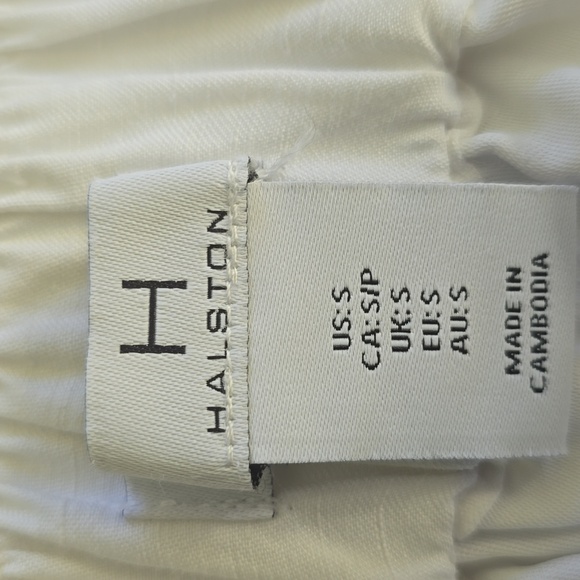 H
HALSTON
US: S
CA: S/P
UK: S
EU: S
AU: S
MADE IN
CAMBODIA